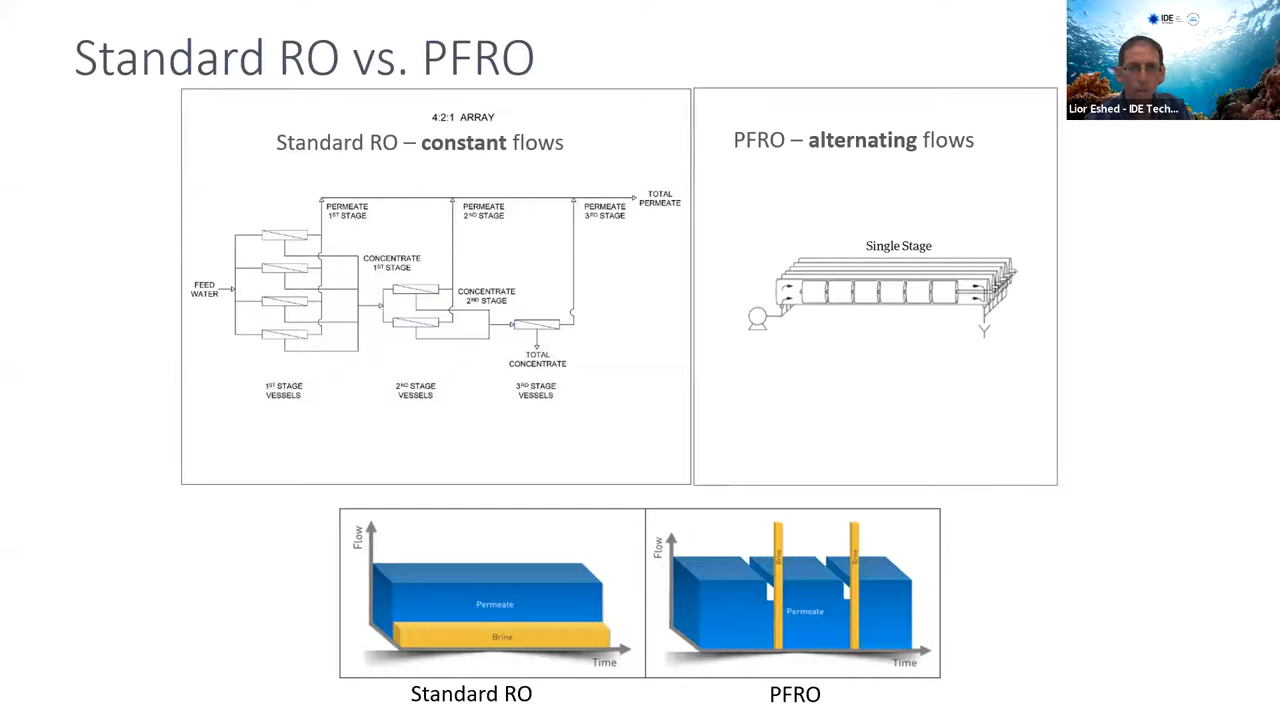 Standard RO vs. PFRO
IDE
Lior Eshed - IDE Tech...
4:2:1 ARRAY
Standard RO – constant flows
TOTAL
PERMEATE
PERMEATE
1ST STAGE
PERMEATE
2ND STAGE
PERMEATE
3RD STAGE
CONCENTRATE
1ST STAGE
FEED
WATER
CONCENTRATE
2ND STAGE
TOTAL
CONCENTRATE
1ST STAGE
VESSELS
2ND STAGE
VESSELS
3RD STAGE
VESSELS
PFRO – alternating flows
Single Stage
Flow
Permeate
Brine
Time
Standard RO
Flow
Brine
Brine
Permeate
Time
PFRO